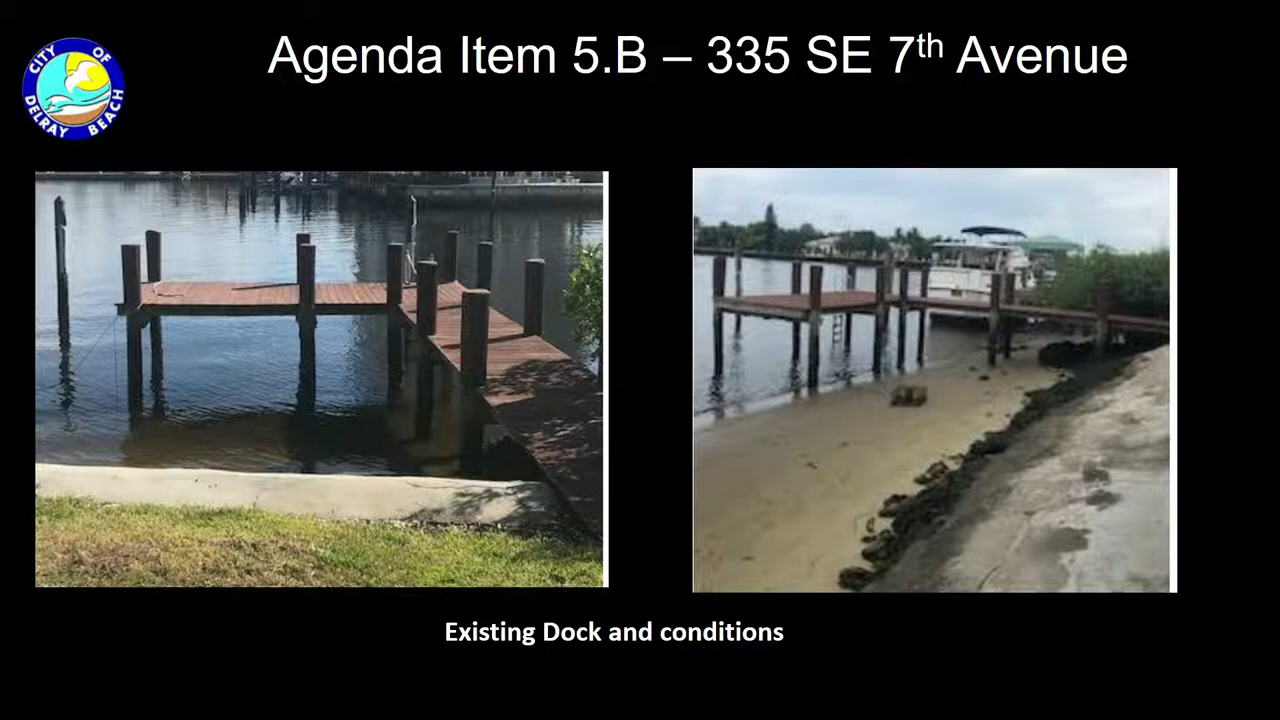 Agenda Item 5.B – 335 SE 7th Avenue
CITY OF
DELRAY BEACH
Existing Dock and conditions